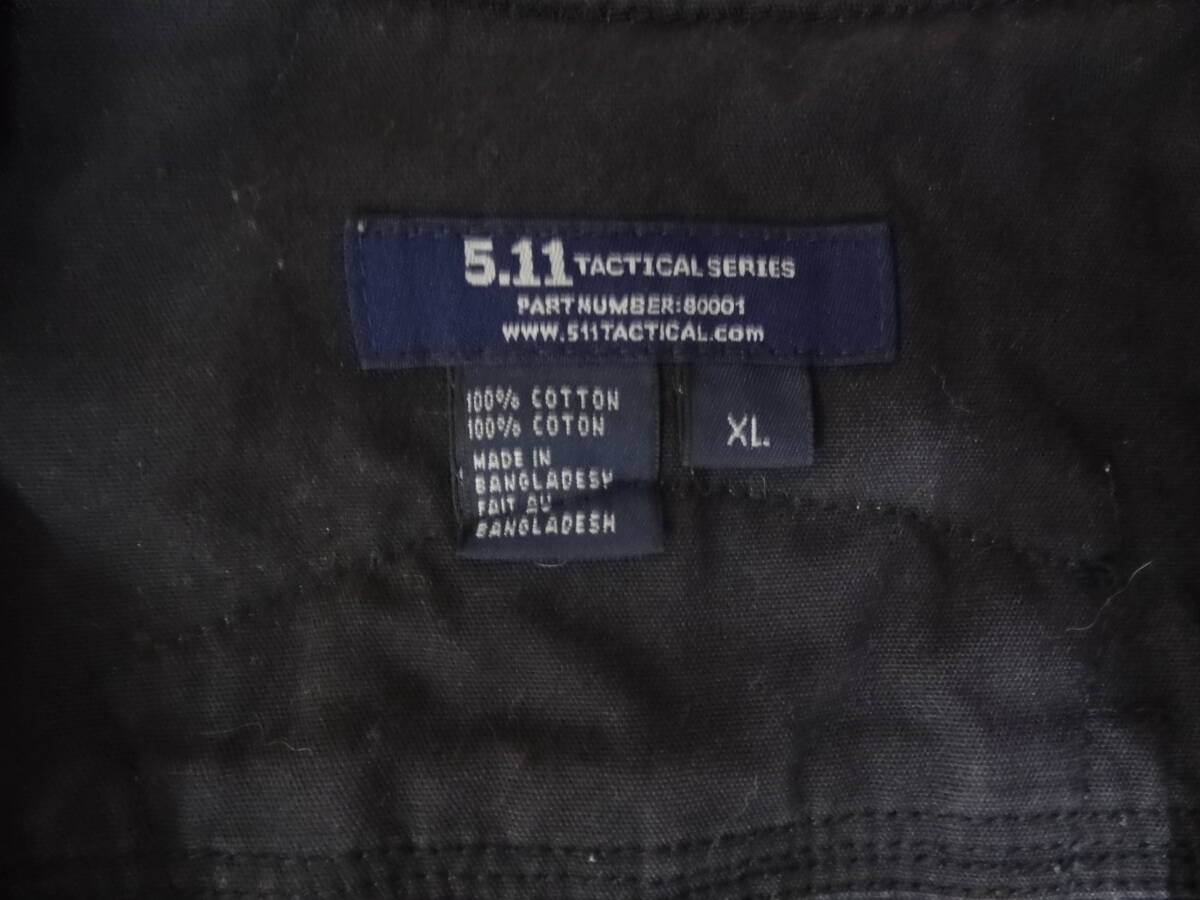 5.11 TACTICAL SERIES
PART NUMBER:80001
WWW.511TACTICAL.com
100% COTTON
100% COTON
MADE IN
BANGLADESH
FAIT AU
BANGLADESH
XL